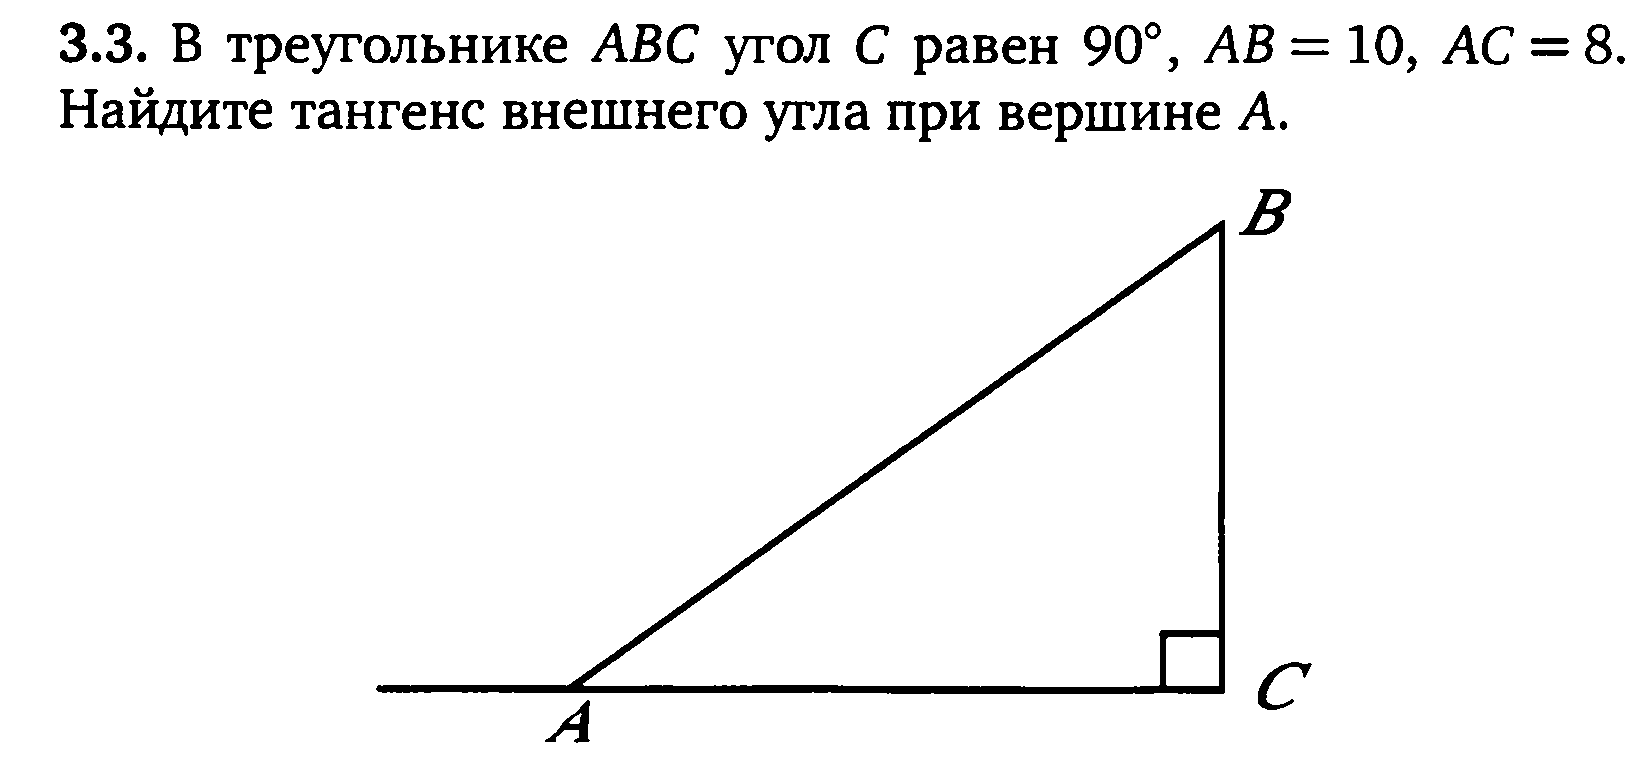 3.3. В треугольнике ABC угол C равен 90°, AB = 10, AC = 8.
Найдите тангенс внешнего угла при вершине A.
B
C
A